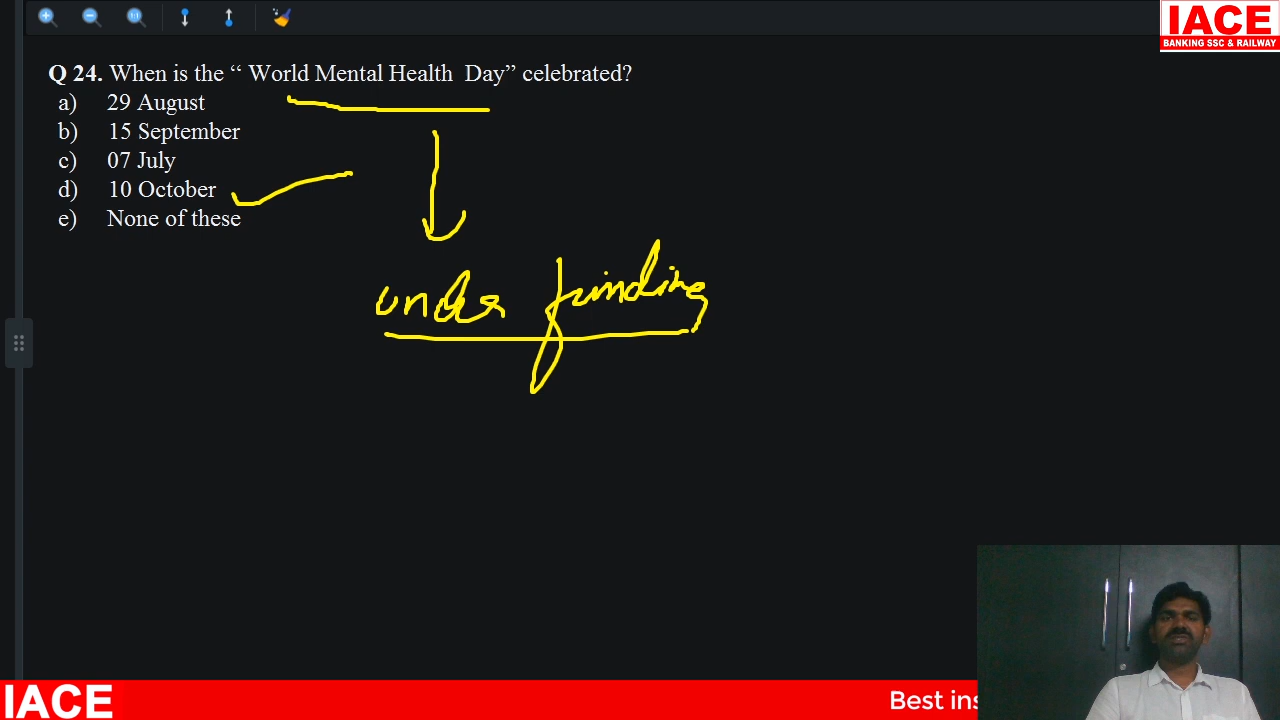 IACE
BANKING SSC & RAILWAY
Q 24. When is the “ World Mental Health Day” celebrated?
a) 29 August
b) 15 September
c) 07 July
d) 10 October
e) None of these
under funding
IACE
Best ins